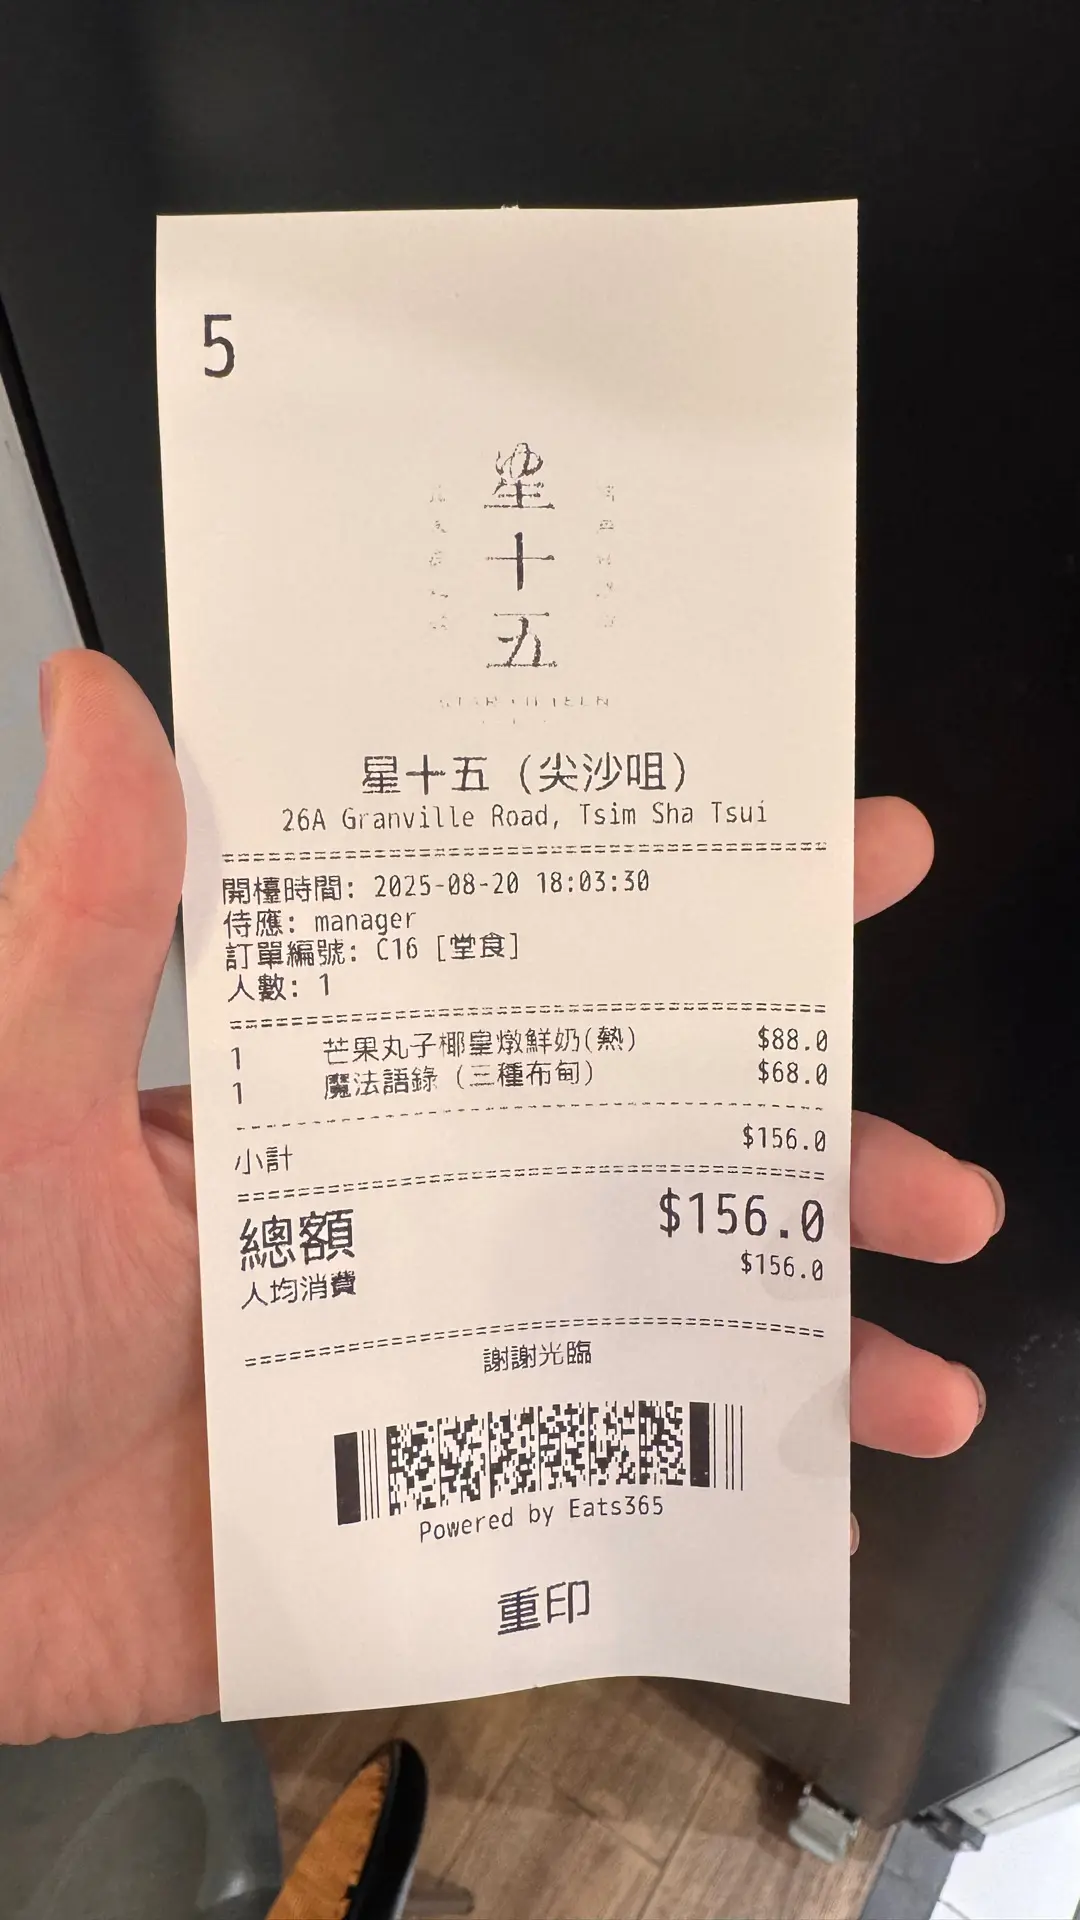 5
星十五
STAR FIFTEEN
星十五 (尖沙咀)
26A Granville Road, Tsim Sha Tsui
開檯時間: 2025-08-20 18:03:30
侍應: manager
訂單編號: C16 [堂食]
人數: 1
1 芒果丸子椰皇燉鮮奶(熱) $88.0
1 魔法語錄 (三種布甸) $68.0
小計 $156.0
總額 $156.0
人均消費 $156.0
謝謝光臨
Powered by Eats365
重印